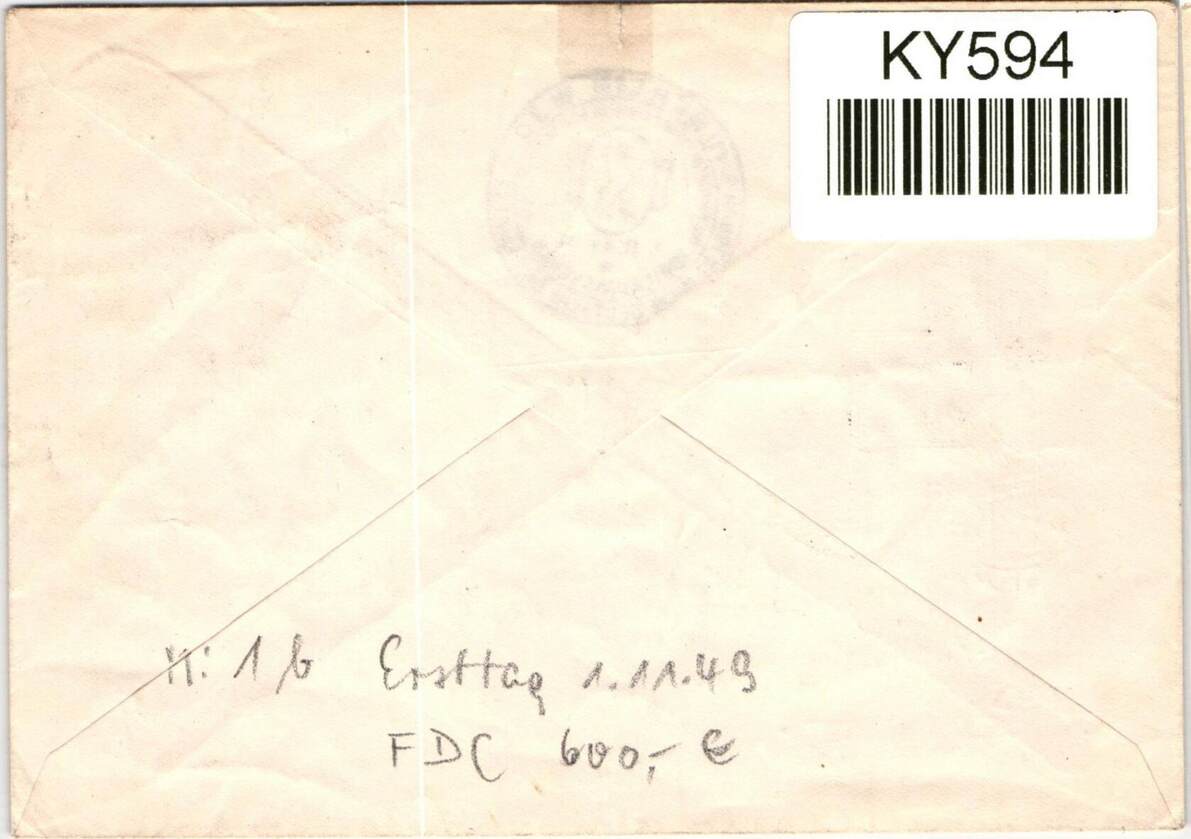 KY594
Mi 1 b Ersttag 1.11.49
FDC 600,- €